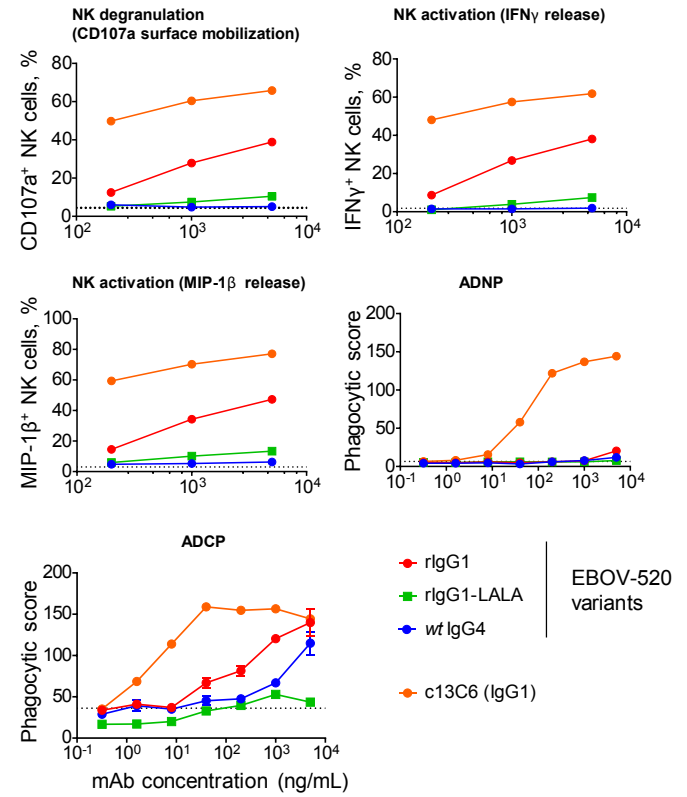 NK degranulation
(CD107a surface mobilization)
CD107a⁺ NK cells, %
80
60
40
20
0
10²
10³
10⁴
NK activation (IFNγ release)
IFNγ⁺ NK cells, %
80
60
40
20
0
10²
10³
10⁴
NK activation (MIP-1β release)
MIP-1β⁺ NK cells, %
100
80
60
40
20
0
10²
10³
10⁴
ADNP
Phagocytic score
200
150
100
50
0
10⁻¹
10⁰
10¹
10²
10³
10⁴
ADCP
Phagocytic score
200
150
100
50
0
10⁻¹
10⁰
10¹
10²
10³
10⁴
mAb concentration (ng/mL)
rIgG1
rIgG1-LALA
wt IgG4
EBOV-520
variants
c13C6 (IgG1)